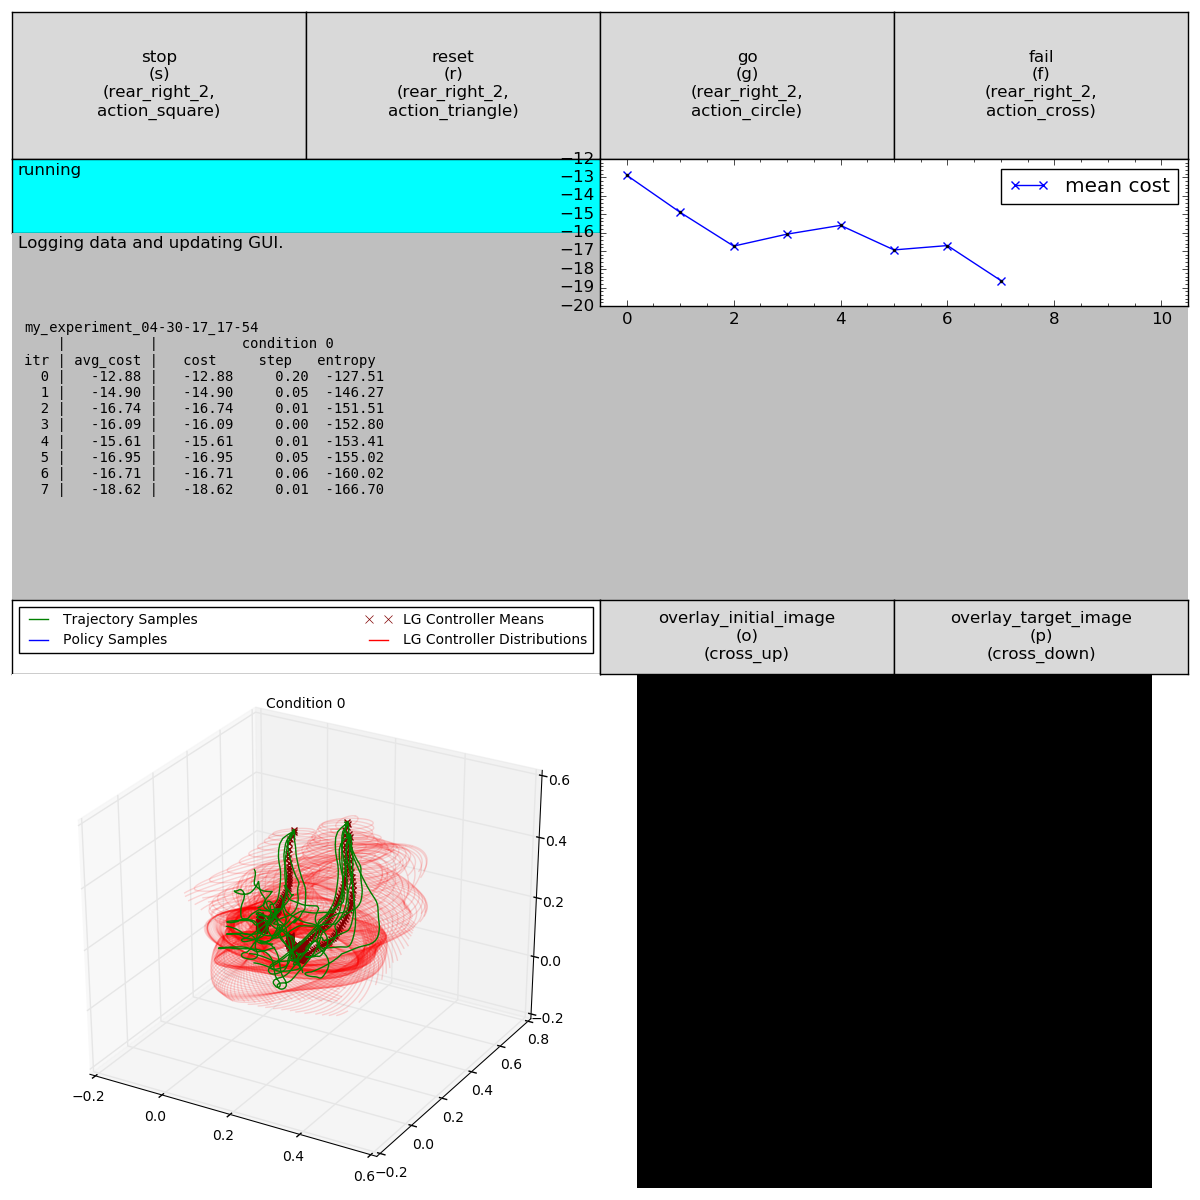 stop
(s)
(rear_right_2,
action_square)
reset
(r)
(rear_right_2,
action_triangle)
go
(g)
(rear_right_2,
action_circle)
fail
(f)
(rear_right_2,
action_cross)
running
−12
−13
−14
−15
−16
−17
−18
−19
−20
mean cost
0 2 4 6 8 10
Logging data and updating GUI.
my_experiment_04-30-17_17-54
| | condition 0
itr | avg_cost | cost step entropy
0 | -12.88 | -12.88 0.20 -127.51
1 | -14.90 | -14.90 0.05 -146.27
2 | -16.74 | -16.74 0.01 -151.51
3 | -16.09 | -16.09 0.00 -152.80
4 | -15.61 | -15.61 0.01 -153.41
5 | -16.95 | -16.95 0.05 -155.02
6 | -16.71 | -16.71 0.06 -160.02
7 | -18.62 | -18.62 0.01 -166.70
Trajectory Samples
Policy Samples
LG Controller Means
LG Controller Distributions
overlay_initial_image
(o)
(cross_up)
overlay_target_image
(p)
(cross_down)
Condition 0
0.6
0.4
0.2
0.0
−0.2
0.8
0.6
0.4
0.2
0.0
−0.2
−0.2
0.0
0.2
0.4
0.6